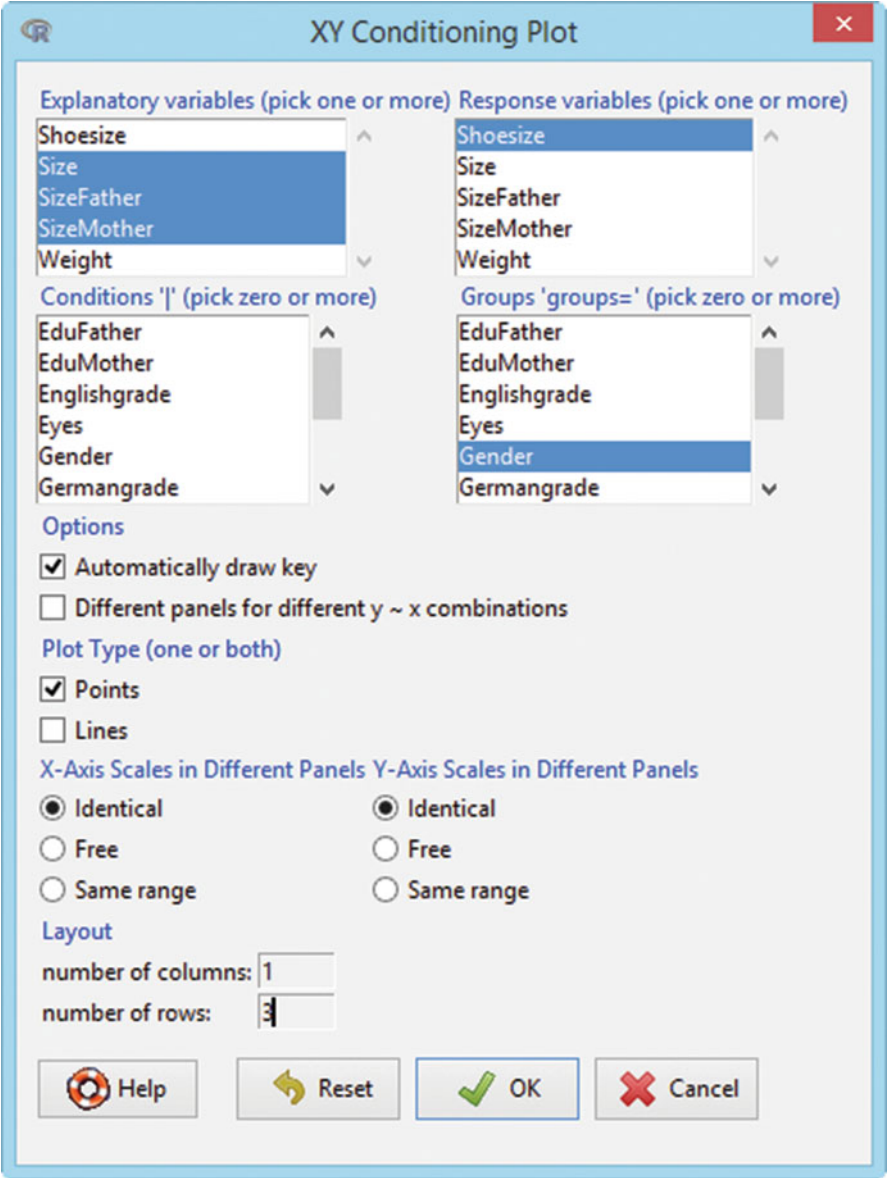 XY Conditioning Plot
Explanatory variables (pick one or more) Response variables (pick one or more)
Shoesize
Size
SizeFather
SizeMother
Weight
Shoesize
Size
SizeFather
SizeMother
Weight
Conditions '|' (pick zero or more)
Groups 'groups=' (pick zero or more)
EduFather
EduMother
Englishgrade
Eyes
Gender
Germangrade
EduFather
EduMother
Englishgrade
Eyes
Gender
Germangrade
Options
Automatically draw key
Different panels for different y ~ x combinations
Plot Type (one or both)
Points
Lines
X-Axis Scales in Different Panels Y-Axis Scales in Different Panels
Identical
Free
Same range
Identical
Free
Same range
Layout
number of columns: 1
number of rows: 3
Help
Reset
OK
Cancel